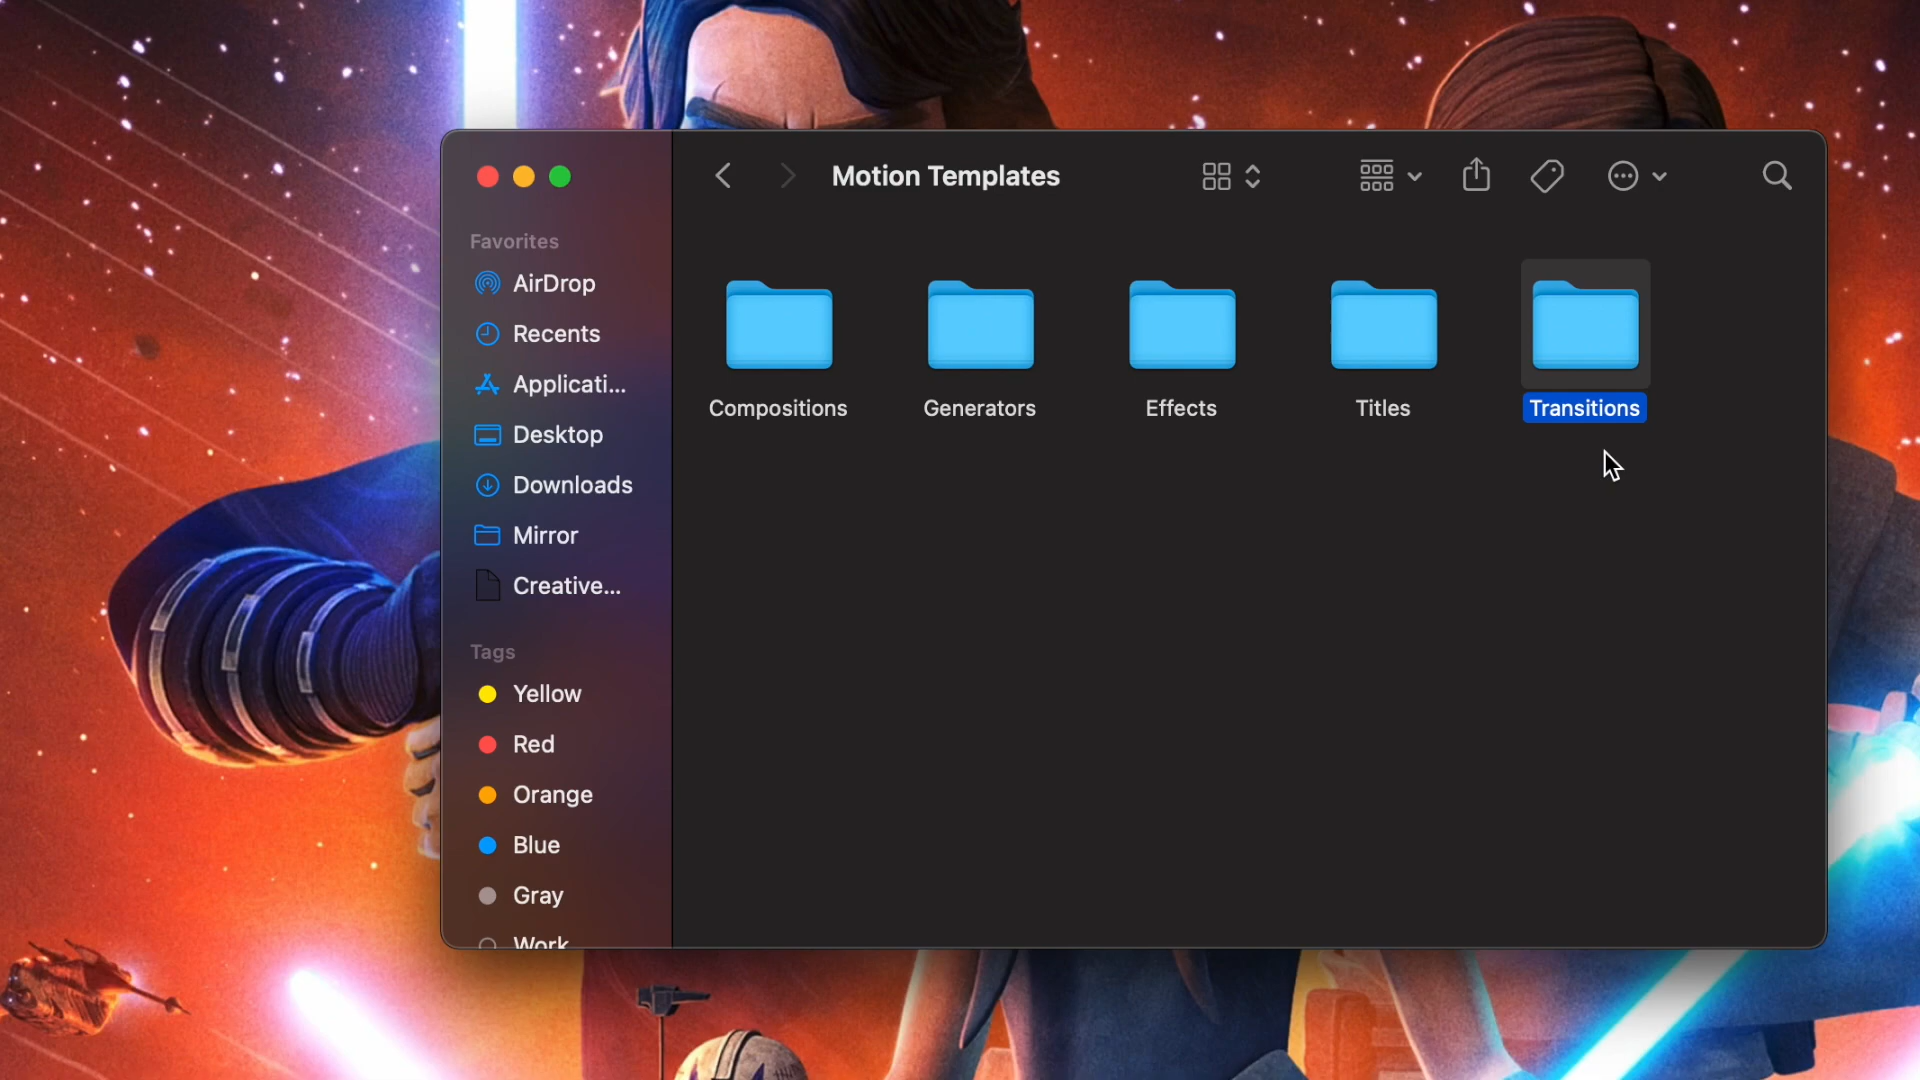 Motion Templates
Favorites
AirDrop
Recents
Applicati...
Desktop
Downloads
Mirror
Creative...
Tags
Yellow
Red
Orange
Blue
Gray
Work
Compositions
Generators
Effects
Titles
Transitions